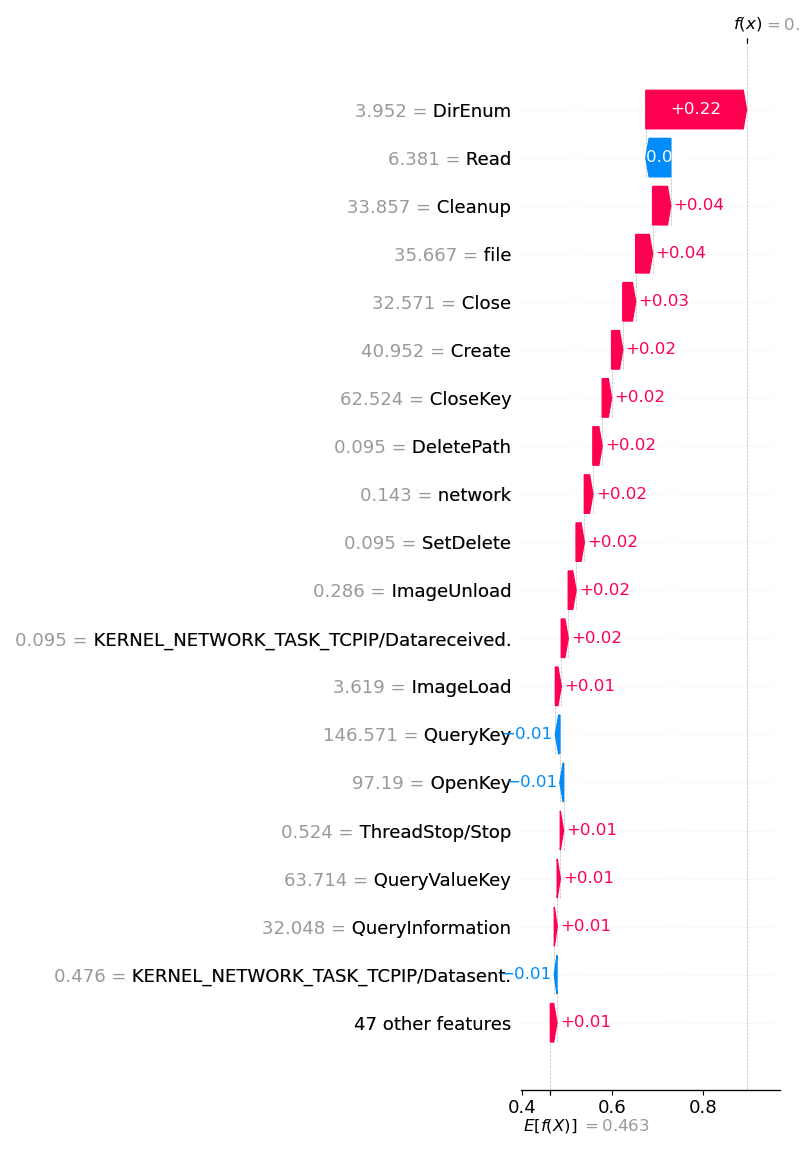 f(x) = 0.
3.952 = DirEnum +0.22
6.381 = Read 0.0
33.857 = Cleanup +0.04
35.667 = file +0.04
32.571 = Close +0.03
40.952 = Create +0.02
62.524 = CloseKey +0.02
0.095 = DeletePath +0.02
0.143 = network +0.02
0.095 = SetDelete +0.02
0.286 = ImageUnload +0.02
0.095 = KERNEL_NETWORK_TASK_TCPIP/Datareceived. +0.02
3.619 = ImageLoad +0.01
146.571 = QueryKey −0.01
97.19 = OpenKey −0.01
0.524 = ThreadStop/Stop +0.01
63.714 = QueryValueKey +0.01
32.048 = QueryInformation +0.01
0.476 = KERNEL_NETWORK_TASK_TCPIP/Datasent. −0.01
47 other features +0.01
0.4 0.6 0.8
E[f(X)] = 0.463